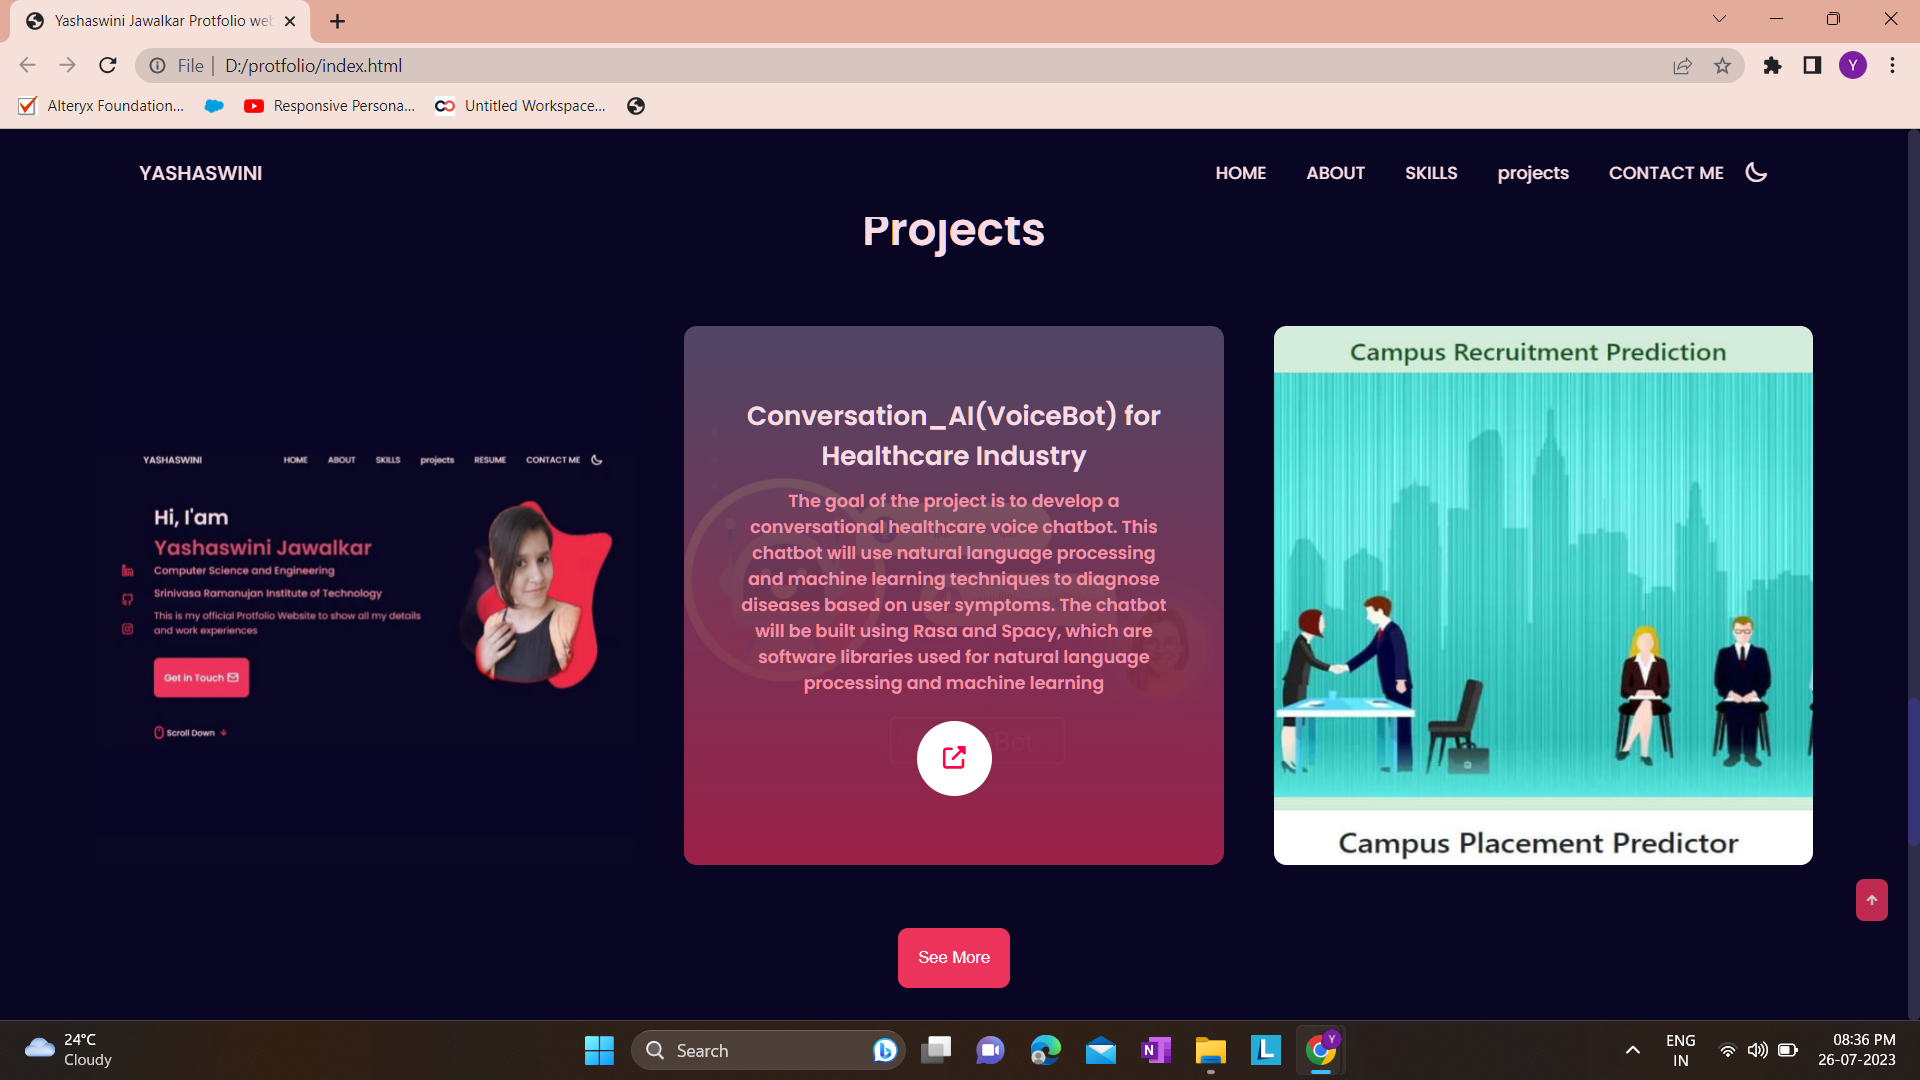 Yashaswini Jawalkar Protfolio web
File | D:/protfolio/index.html
Alteryx Foundation...
Responsive Persona...
Untitled Workspace...
Y
YASHASWINI
HOME ABOUT SKILLS projects CONTACT ME
Projects
YASHASWINI HOME ABOUT SKILLS projects RESUME CONTACT ME
Hi, I'am
Yashaswini Jawalkar
Computer Science and Engineering
Srinivasa Ramanujan Institute of Technology
This is my official Protfolio Website to show all my details
and work experiences
Get in Touch
Scroll Down
Conversation_AI(VoiceBot) for
Healthcare Industry
The goal of the project is to develop a
conversational healthcare voice chatbot. This
chatbot will use natural language processing
and machine learning techniques to diagnose
diseases based on user symptoms. The chatbot
will be built using Rasa and Spacy, which are
software libraries used for natural language
processing and machine learning
Bot
Campus Recruitment Prediction
Campus Placement Predictor
See More
24°C
Cloudy
Search
N
L
Y
ENG
IN
08:36 PM
26-07-2023